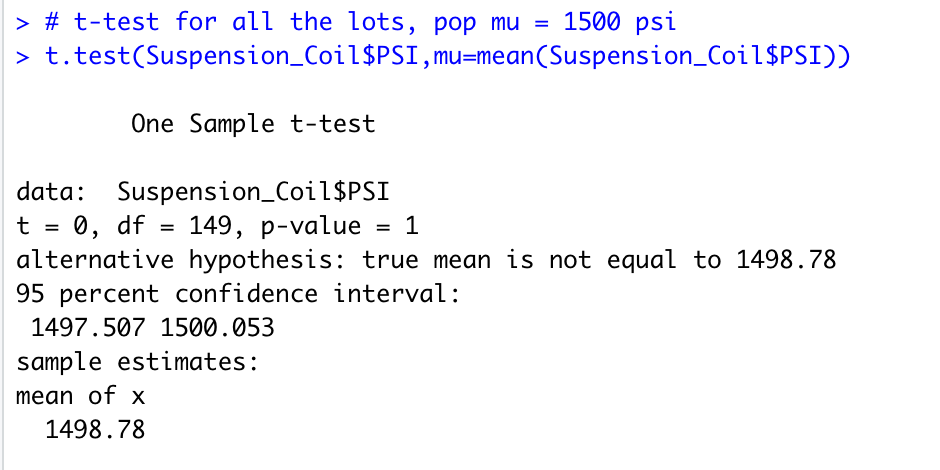 > # t-test for all the lots, pop mu = 1500 psi
> t.test(Suspension_Coil$PSI,mu=mean(Suspension_Coil$PSI))
One Sample t-test
data:  Suspension_Coil$PSI
t = 0, df = 149, p-value = 1
alternative hypothesis: true mean is not equal to 1498.78
95 percent confidence interval:
1497.507 1500.053
sample estimates:
mean of x
1498.78